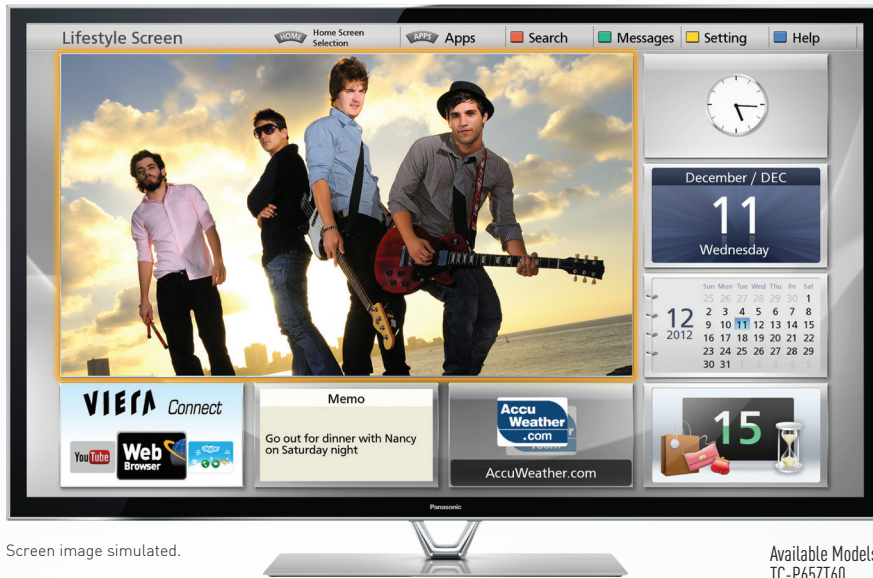 Lifestyle Screen
HOME Home Screen Selection
APPS Apps
Search
Messages
Setting
Help
December / DEC
11
Wednesday
12
2012
Sun Mon Tue Wed Thu Fri Sat
25 26 27 28 29 30 1
2 3 4 5 6 7 8
9 10 11 12 13 14 15
16 17 18 19 20 21 22
23 24 25 26 27 28 29
30 31 1 2 3 4 5
VIERA Connect
YouTube
Web Browser
skype
Memo
Go out for dinner with Nancy
on Saturday night
Accu
Weather
.com
AccuWeather.com
15
Panasonic
Screen image simulated.
Available Models
TC-P65ZT60